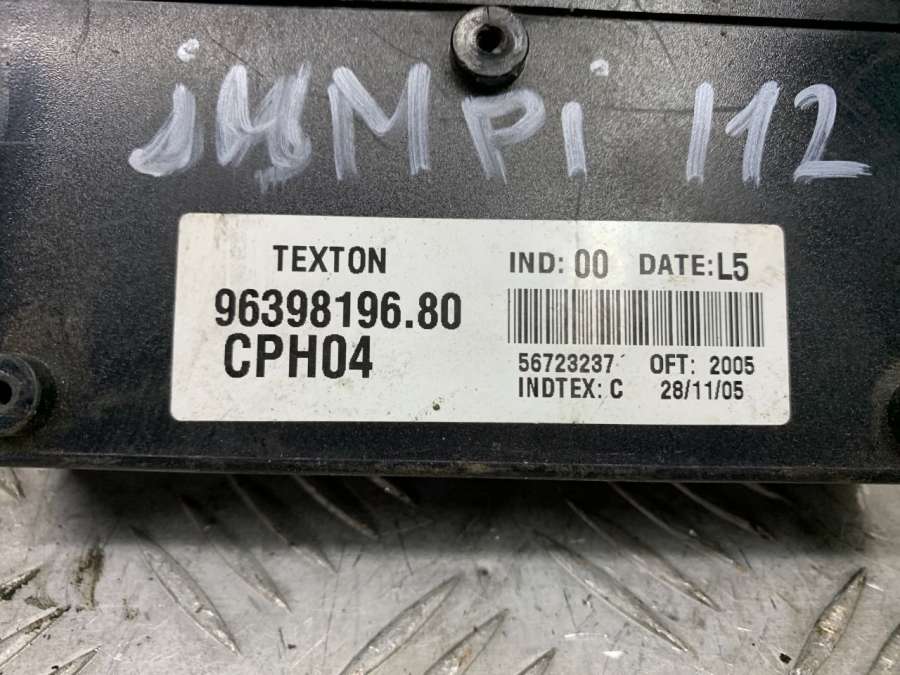 jUMPi 112
TEXTON IND: 00 DATE: L5
96398196.80
CPH04
56723237 OFT: 2005
INDTEX: C 28/11/05